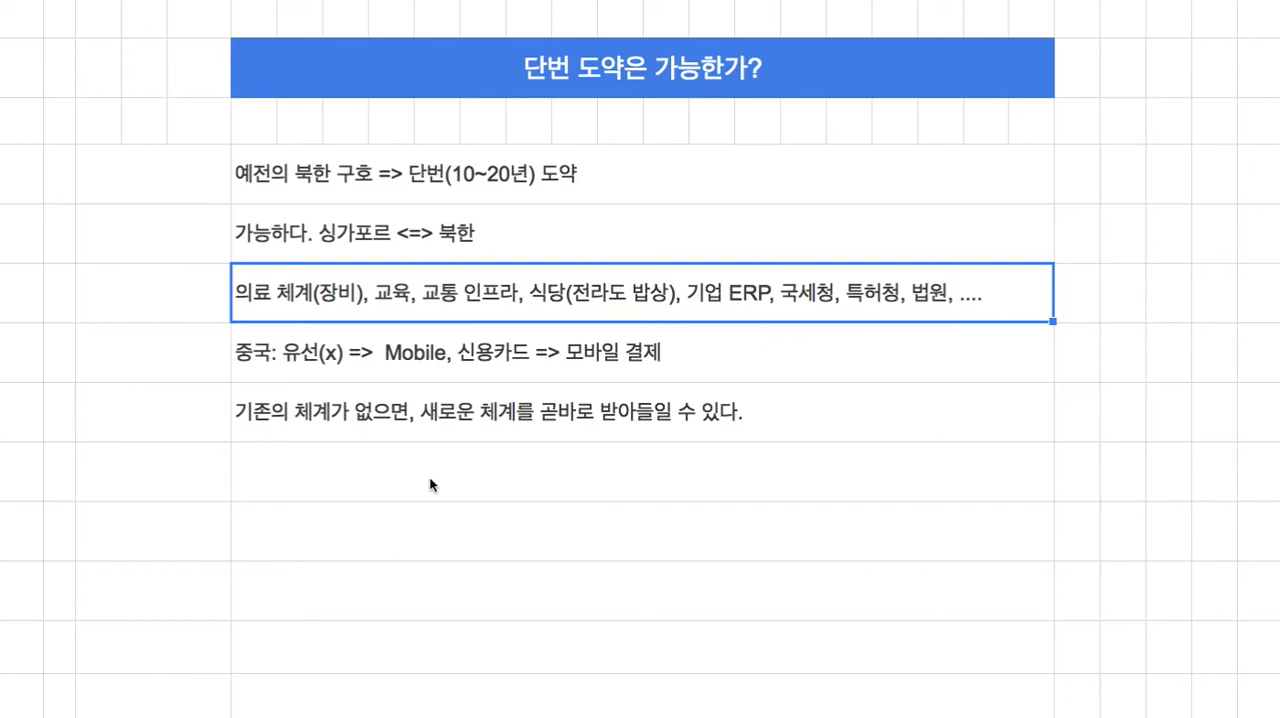 단번 도약은 가능한가?
예전의 북한 구호 => 단번(10~20년) 도약
가능하다. 싱가포르 <=> 북한
의료 체계(장비), 교육, 교통 인프라, 식당(전라도 밥상), 기업 ERP, 국세청, 특허청, 법원, ....
중국: 유선(x) =>  Mobile, 신용카드 => 모바일 결제
기존의 체계가 없으면, 새로운 체계를 곧바로 받아들일 수 있다.